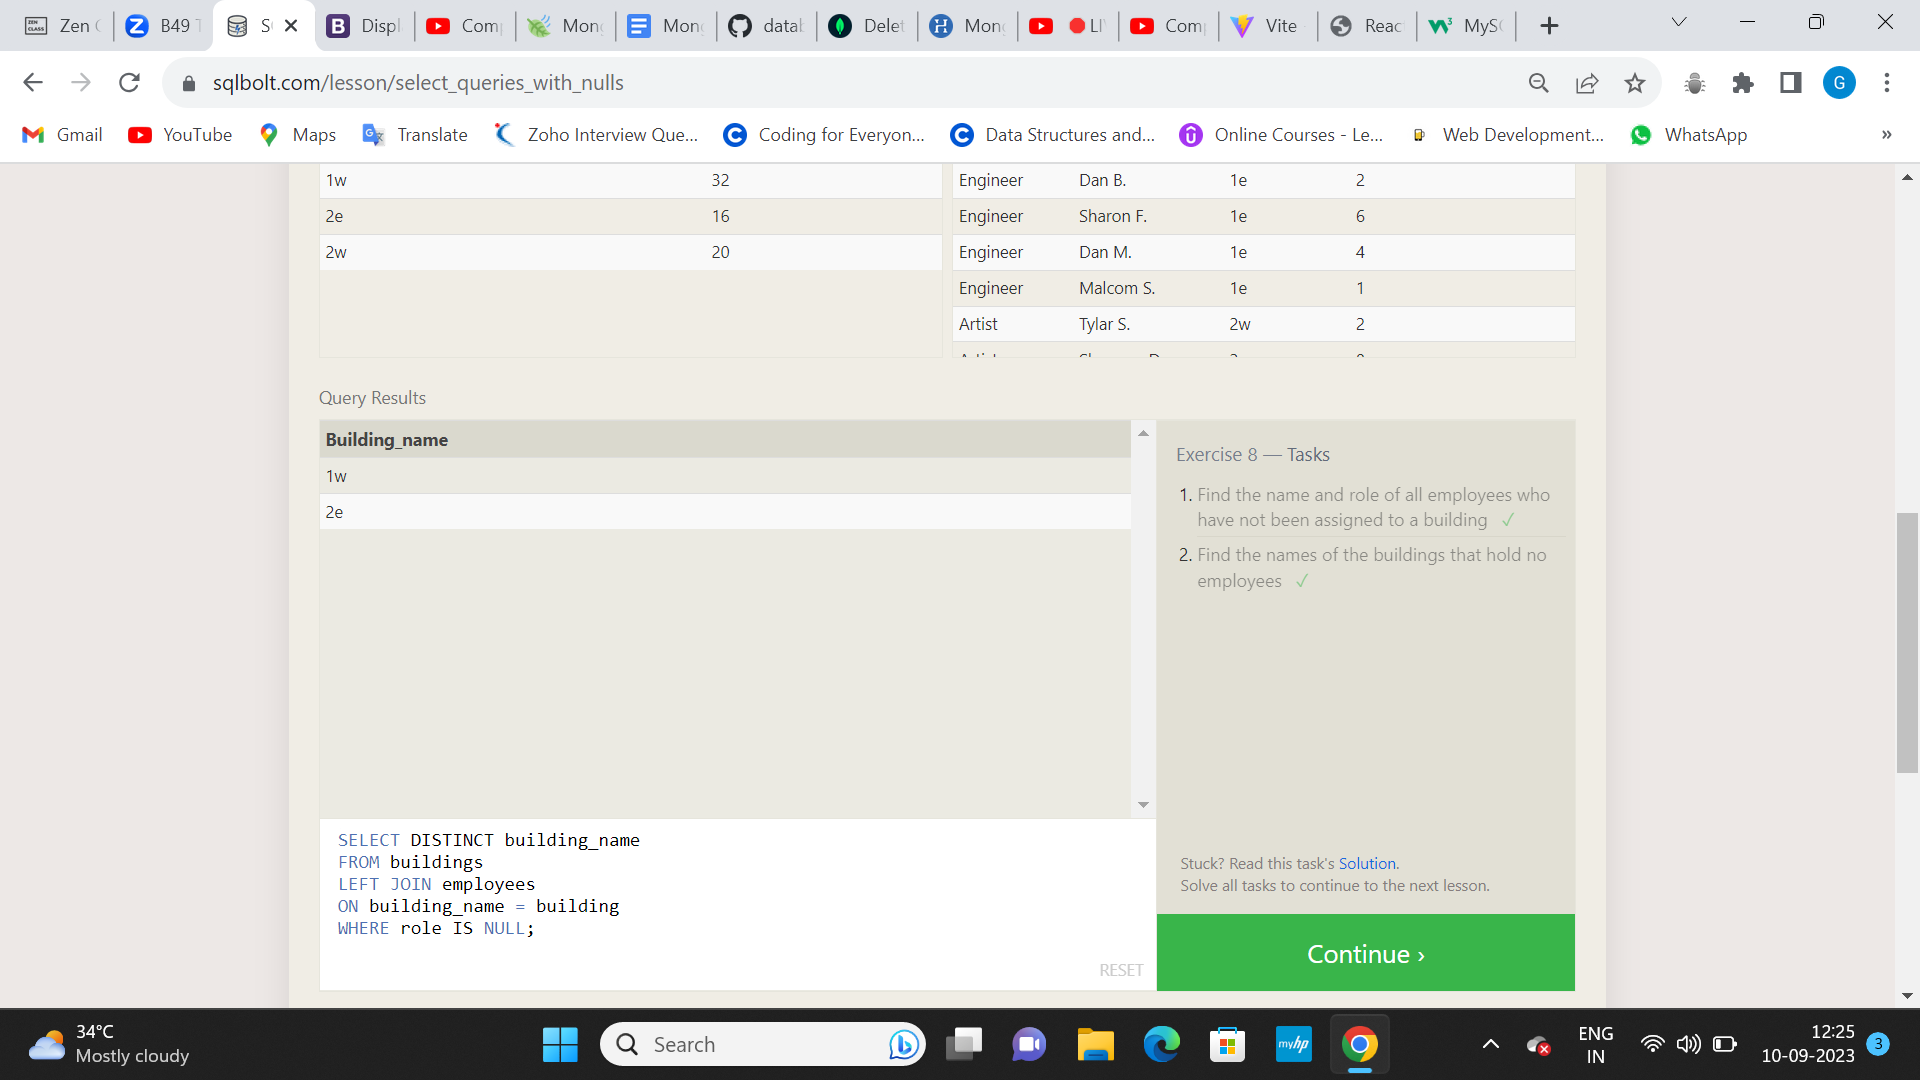 Zen
B49
Displ
Com
Mon
Mon
datab
Delet
Mon
LI
Com
Vite
Reac
MyS
sqlbolt.com/lesson/select_queries_with_nulls
G
Gmail
YouTube
Maps
Translate
Zoho Interview Que...
Coding for Everyon...
Data Structures and...
Online Courses - Le...
Web Development...
WhatsApp
»
1w 32
2e 16
2w 20
Engineer Dan B. 1e 2
Engineer Sharon F. 1e 6
Engineer Dan M. 1e 4
Engineer Malcom S. 1e 1
Artist Tylar S. 2w 2
Query Results
Building_name
1w
2e
Exercise 8 — Tasks
1. Find the name and role of all employees who
have not been assigned to a building ✓
2. Find the names of the buildings that hold no
employees ✓
SELECT DISTINCT building_name
FROM buildings
LEFT JOIN employees
ON building_name = building
WHERE role IS NULL;
RESET
Stuck? Read this task's Solution.
Solve all tasks to continue to the next lesson.
Continue ›
34°C
Mostly cloudy
Search
myhp
ENG
IN
12:25
10-09-2023
3